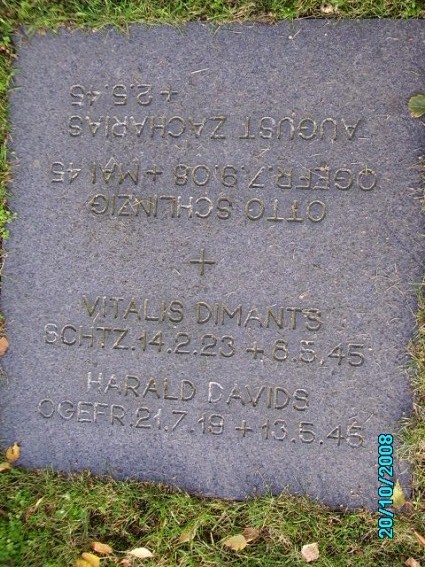 OTTO SCHLINZIG
OGEFR.7.9.08 + MAI 45
AUGUST ZACHARIAS
+ 2.5.45
+
VITALIS DIMANTS
SCHTZ.14.2.23 + 8.5.45
HARALD DAVIDS
OGEFR.21.7.19 + 13.5.45
20/10/2008